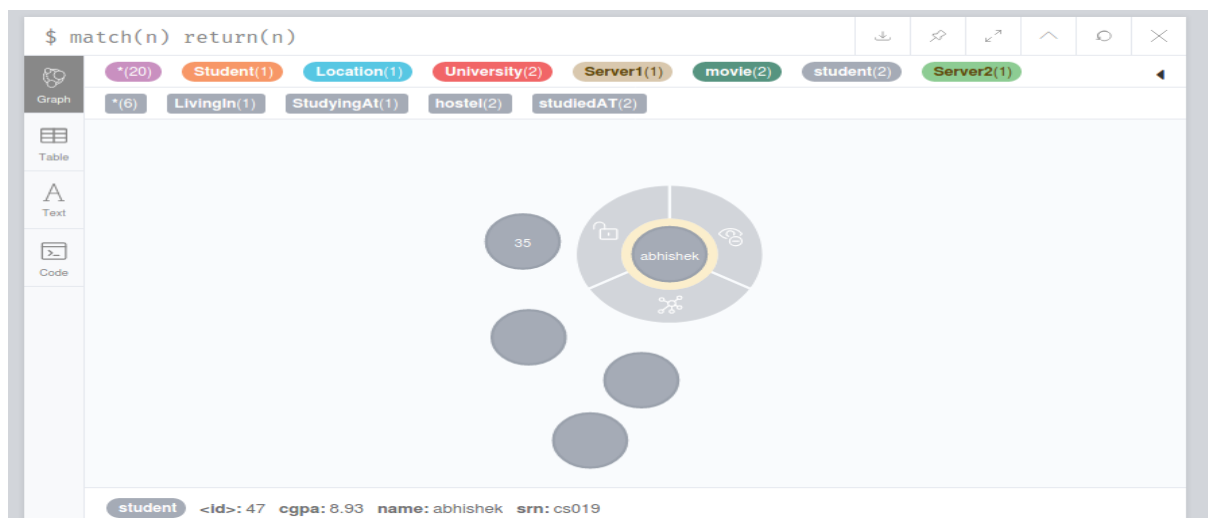 $ match(n) return(n)
*(20) Student(1) Location(1) University(2) Server1(1) movie(2) student(2) Server2(1)
Graph
*(6) LivingIn(1) StudyingAt(1) hostel(2) studiedAT(2)
Table
A
Text
35
abhishek
Code
student <id>: 47 cgpa: 8.93 name: abhishek srn: cs019